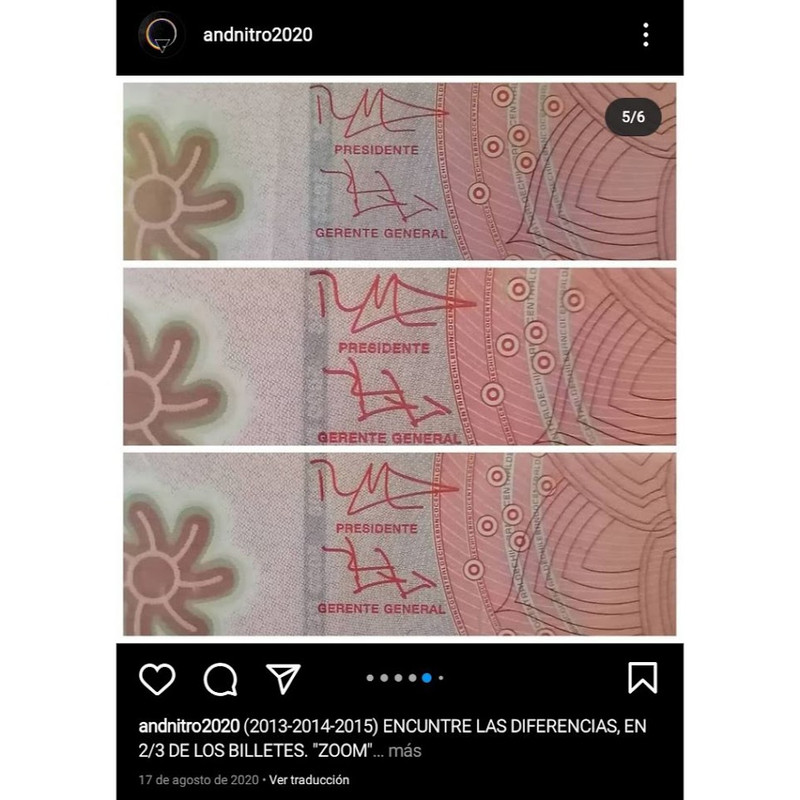 andnitro2020
5/6
PRESIDENTE
GERENTE GENERAL
PRESIDENTE
GERENTE GENERAL
PRESIDENTE
GERENTE GENERAL
andnitro2020 (2013-2014-2015) ENCUNTRE LAS DIFERENCIAS, EN
2/3 DE LOS BILLETES. "ZOOM"... más
17 de agosto de 2020 • Ver traducción